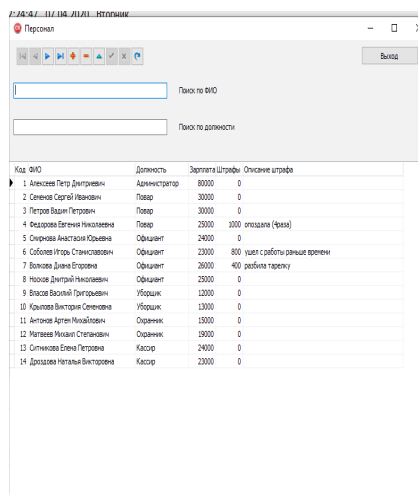 7:24:47 07.04.2020 Вторник
Персонал
Выход
Поиск по ФИО
Поиск по должности
Код ФИО Должность Зарплата Штрафы Описание штрафа
1 Алексеев Петр Дмитриевич Администратор 80000 0
2 Семенов Сергей Иванович Повар 30000 0
3 Петров Вадим Петрович Повар 30000 0
4 Федорова Евгения Николаевна Повар 25000 1000 опоздала (4раза)
5 Смирнова Анастасия Юрьевна Официант 24000 0
6 Соболев Игорь Станиславович Официант 23000 800 ушел с работы раньше времени
7 Волкова Диана Егоровна Официант 26000 400 разбила тарелку
8 Носков Дмитрий Николаевич Официант 25000 0
9 Власов Василий Григорьевич Уборщик 12000 0
10 Крылова Виктория Семеновна Уборщик 13000 0
11 Антонов Артем Михайлович Охранник 15000 0
12 Матвеев Михаил Степанович Охранник 19000 0
13 Ситникова Елена Петровна Кассир 24000 0
14 Дроздова Наталья Викторовна Кассир 23000 0